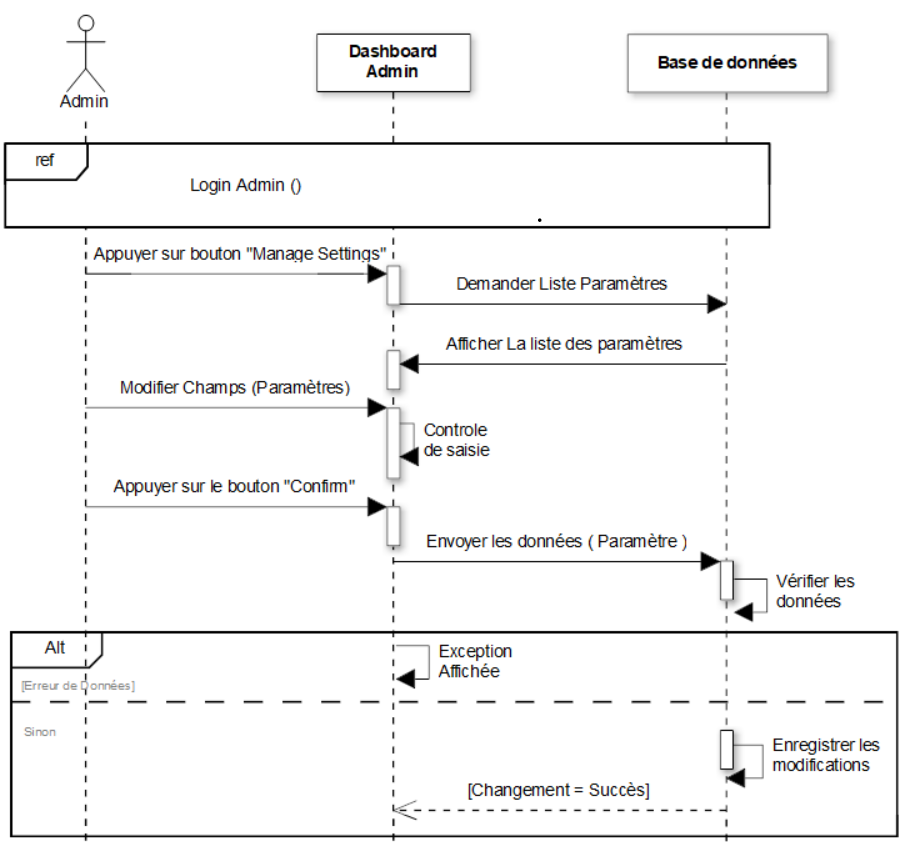 Admin
Dashboard
Admin
Base de données
ref
Login Admin ()
Appuyer sur bouton "Manage Settings"
Demander Liste Paramètres
Afficher La liste des paramètres
Modifier Champs (Paramètres)
Controle
de saisie
Appuyer sur le bouton "Confirm"
Envoyer les données ( Paramètre )
Vérifier les
données
Alt
Exception
Affichée
[Erreur de Données]
Sinon
Enregistrer les
modifications
[Changement = Succès]